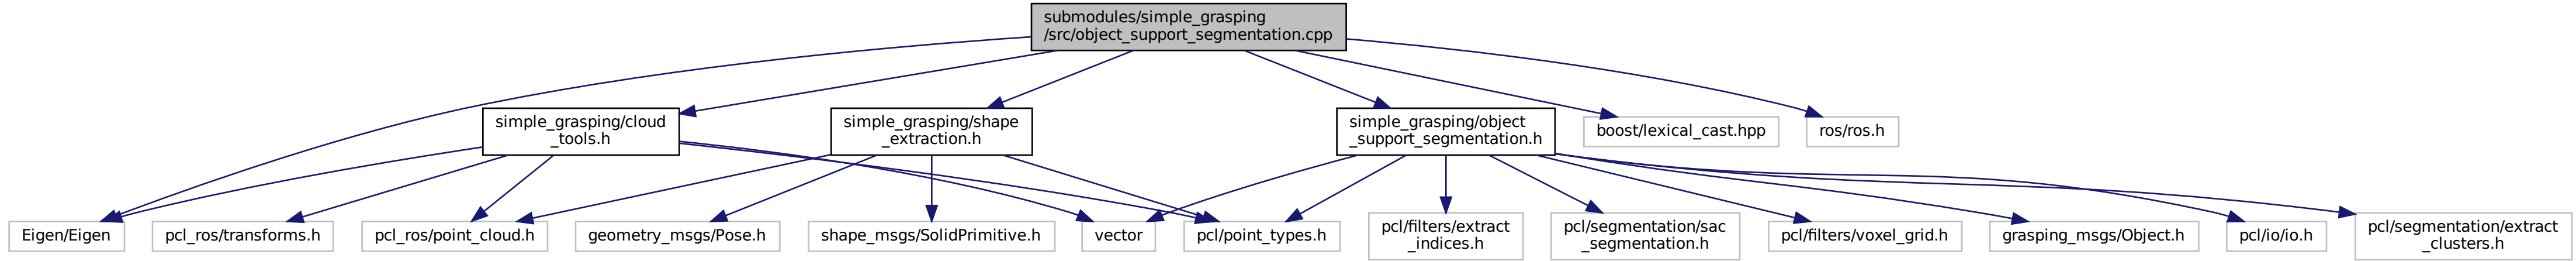 submodules/simple_grasping
/src/object_support_segmentation.cpp
simple_grasping/cloud
_tools.h
simple_grasping/shape
_extraction.h
simple_grasping/object
_support_segmentation.h
boost/lexical_cast.hpp
ros/ros.h
Eigen/Eigen
pcl_ros/transforms.h
pcl_ros/point_cloud.h
geometry_msgs/Pose.h
shape_msgs/SolidPrimitive.h
vector
pcl/point_types.h
pcl/filters/extract
_indices.h
pcl/segmentation/sac
_segmentation.h
pcl/filters/voxel_grid.h
grasping_msgs/Object.h
pcl/io/io.h
pcl/segmentation/extract
_clusters.h